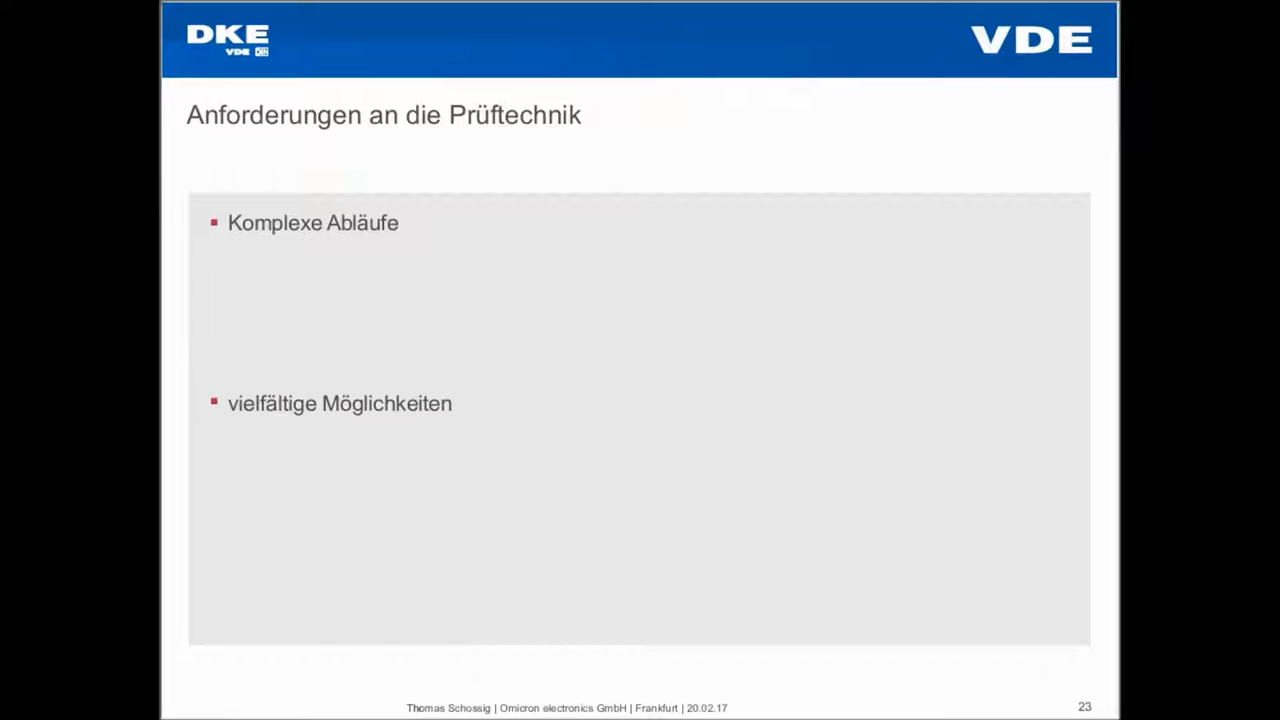 DKE
VDE DIN
VDE
Anforderungen an die Prüftechnik
▪ Komplexe Abläufe
▪ vielfältige Möglichkeiten
Thomas Schossig | Omicron electronics GmbH | Frankfurt | 20.02.17
23